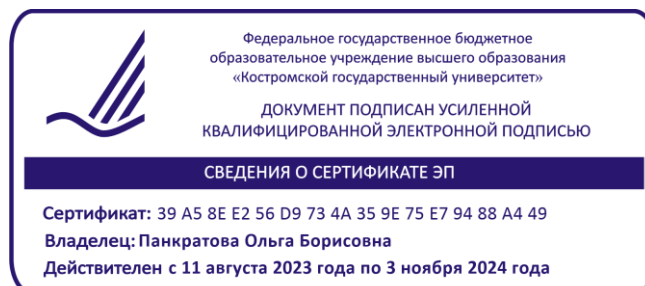 Федеральное государственное бюджетное
образовательное учреждение высшего образования
«Костромской государственный университет»
ДОКУМЕНТ ПОДПИСАН УСИЛЕННОЙ
КВАЛИФИЦИРОВАННОЙ ЭЛЕКТРОННОЙ ПОДПИСЬЮ
СВЕДЕНИЯ О СЕРТИФИКАТЕ ЭП
Сертификат: 39 A5 8E E2 56 D9 73 4A 35 9E 75 E7 94 88 A4 49
Владелец: Панкратова Ольга Борисовна
Действителен с 11 августа 2023 года по 3 ноября 2024 года